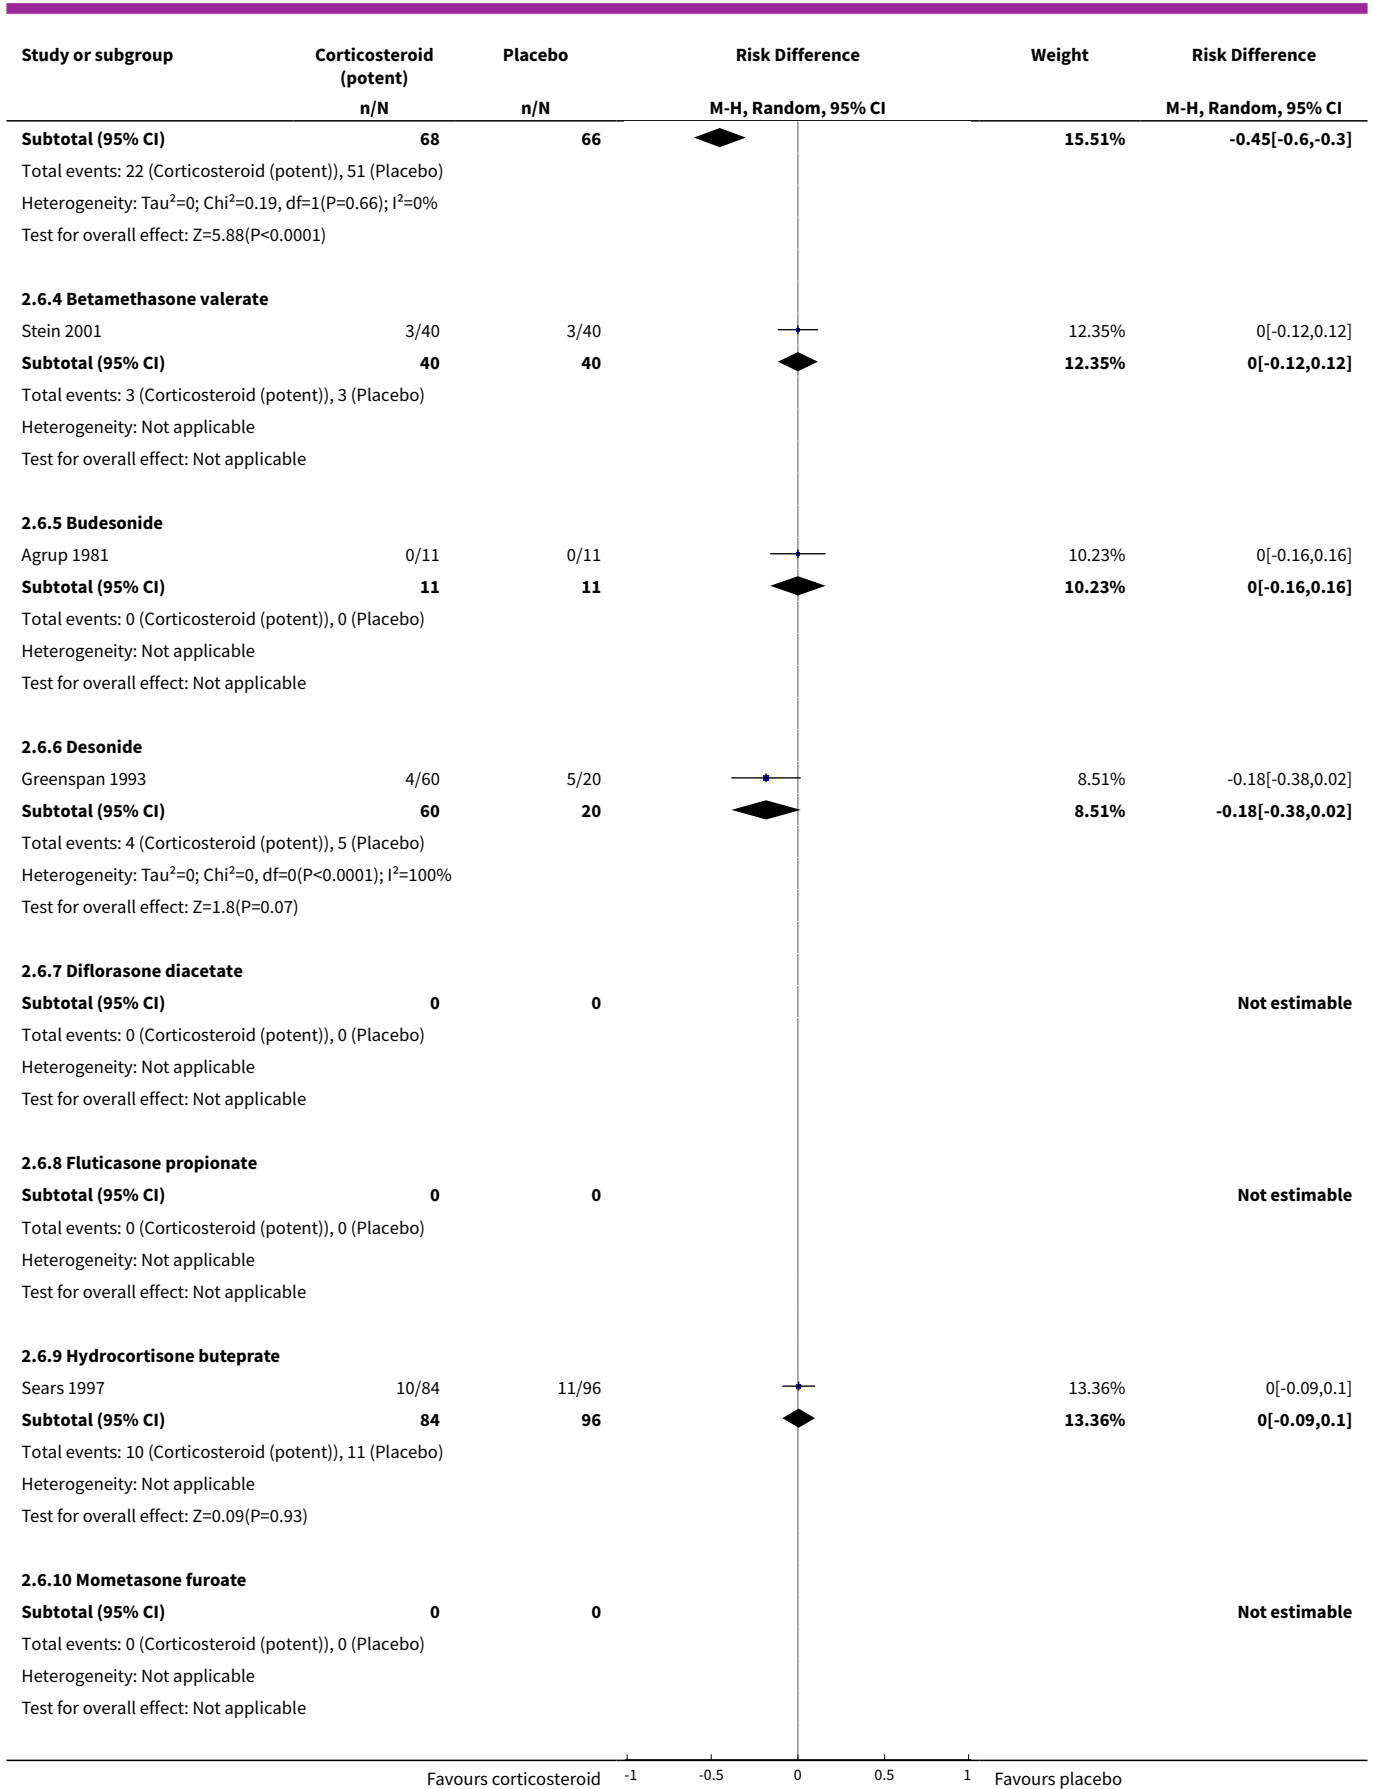 Study or subgroup Corticosteroid (potent) Placebo Risk Difference Weight Risk Difference
n/N n/N M-H, Random, 95% CI M-H, Random, 95% CI
Subtotal (95% CI) 68 66 15.51% -0.45[-0.6,-0.3]
Total events: 22 (Corticosteroid (potent)), 51 (Placebo)
Heterogeneity: Tau²=0; Chi²=0.19, df=1(P=0.66); I²=0%
Test for overall effect: Z=5.88(P<0.0001)
2.6.4 Betamethasone valerate
Stein 2001 3/40 3/40 12.35% 0[-0.12,0.12]
Subtotal (95% CI) 40 40 12.35% 0[-0.12,0.12]
Total events: 3 (Corticosteroid (potent)), 3 (Placebo)
Heterogeneity: Not applicable
Test for overall effect: Not applicable
2.6.5 Budesonide
Agrup 1981 0/11 0/11 10.23% 0[-0.16,0.16]
Subtotal (95% CI) 11 11 10.23% 0[-0.16,0.16]
Total events: 0 (Corticosteroid (potent)), 0 (Placebo)
Heterogeneity: Not applicable
Test for overall effect: Not applicable
2.6.6 Desonide
Greenspan 1993 4/60 5/20 8.51% -0.18[-0.38,0.02]
Subtotal (95% CI) 60 20 8.51% -0.18[-0.38,0.02]
Total events: 4 (Corticosteroid (potent)), 5 (Placebo)
Heterogeneity: Tau²=0; Chi²=0, df=0(P<0.0001); I²=100%
Test for overall effect: Z=1.8(P=0.07)
2.6.7 Diflorasone diacetate
Subtotal (95% CI) 0 0 Not estimable
Total events: 0 (Corticosteroid (potent)), 0 (Placebo)
Heterogeneity: Not applicable
Test for overall effect: Not applicable
2.6.8 Fluticasone propionate
Subtotal (95% CI) 0 0 Not estimable
Total events: 0 (Corticosteroid (potent)), 0 (Placebo)
Heterogeneity: Not applicable
Test for overall effect: Not applicable
2.6.9 Hydrocortisone buteprate
Sears 1997 10/84 11/96 13.36% 0[-0.09,0.1]
Subtotal (95% CI) 84 96 13.36% 0[-0.09,0.1]
Total events: 10 (Corticosteroid (potent)), 11 (Placebo)
Heterogeneity: Not applicable
Test for overall effect: Z=0.09(P=0.93)
2.6.10 Mometasone furoate
Subtotal (95% CI) 0 0 Not estimable
Total events: 0 (Corticosteroid (potent)), 0 (Placebo)
Heterogeneity: Not applicable
Test for overall effect: Not applicable
Favours corticosteroid -1 -0.5 0 0.5 1 Favours placebo